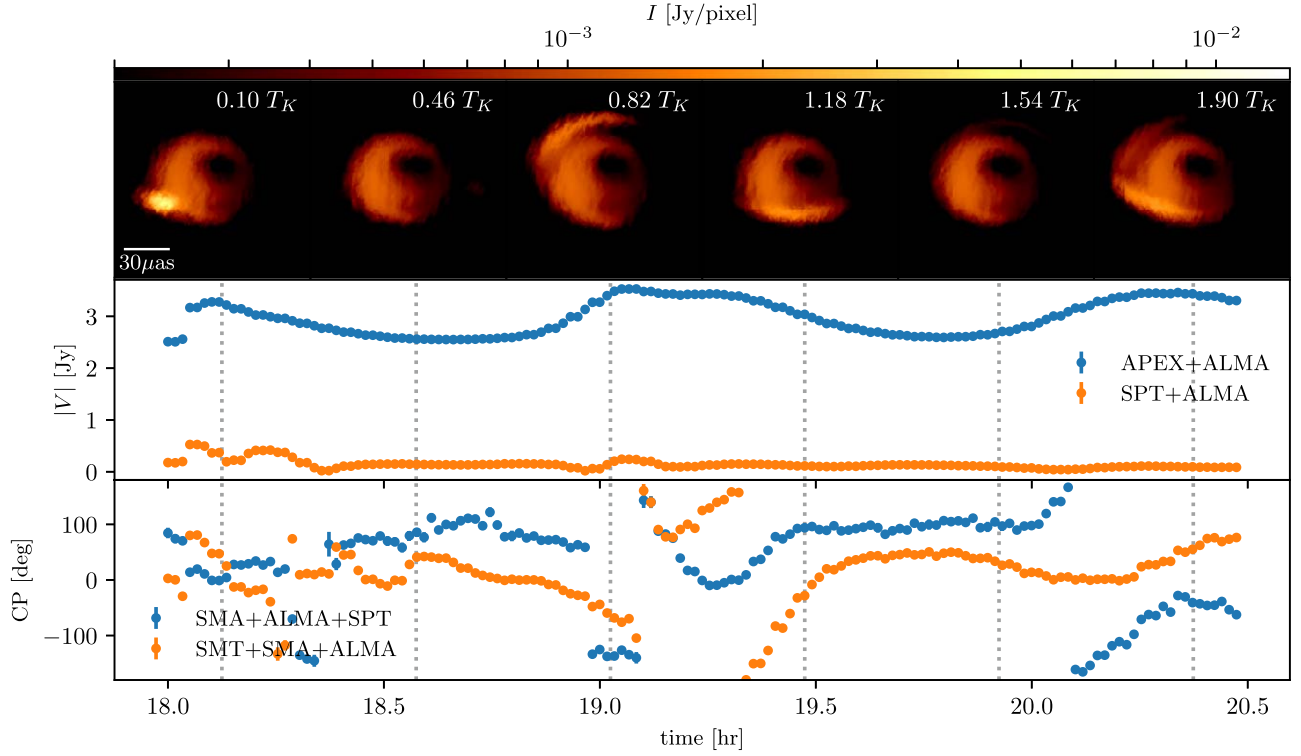 I [Jy/pixel]
10⁻³ 10⁻²
0.10 T_K 0.46 T_K 0.82 T_K 1.18 T_K 1.54 T_K 1.90 T_K
30μas
|V| [Jy]
3
2
1
0
APEX+ALMA
SPT+ALMA
CP [deg]
100
0
−100
SMA+ALMA+SPT
SMT+SMA+ALMA
18.0 18.5 19.0 19.5 20.0 20.5
time [hr]